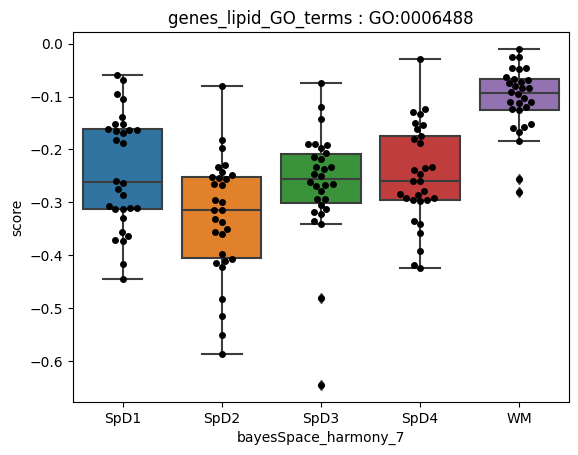 genes_lipid_GO_terms : GO:0006488
0.0
−0.1
−0.2
−0.3
−0.4
−0.5
−0.6
score
SpD1 SpD2 SpD3 SpD4 WM
bayesSpace_harmony_7